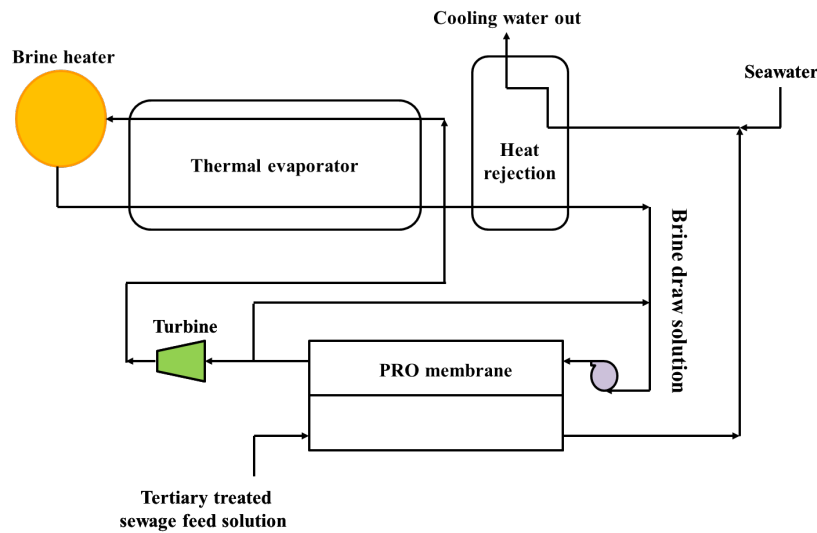 Cooling water out
Brine heater
Seawater
Thermal evaporator
Heat
rejection
Brine draw solution
Turbine
PRO membrane
Tertiary treated
sewage feed solution